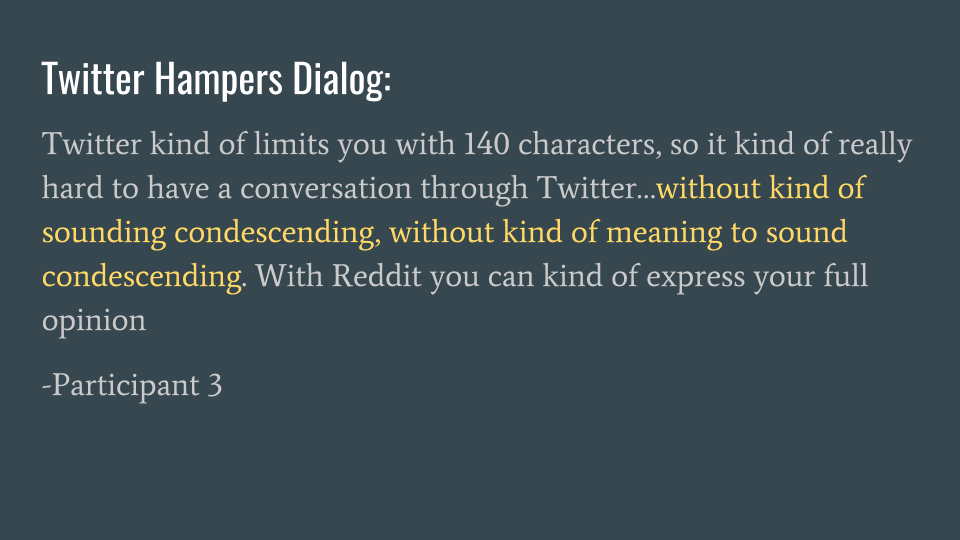 Twitter Hampers Dialog:
Twitter kind of limits you with 140 characters, so it kind of really
hard to have a conversation through Twitter...without kind of
sounding condescending, without kind of meaning to sound
condescending. With Reddit you can kind of express your full
opinion
-Participant 3